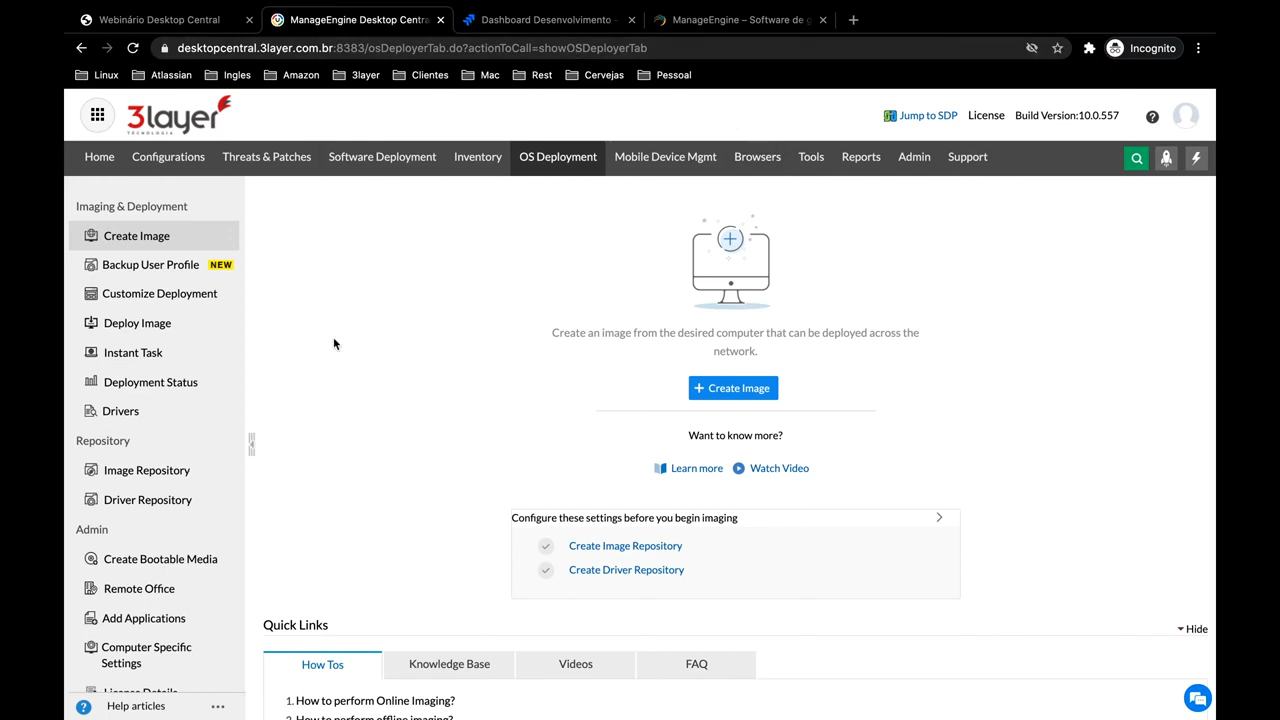 Webinário Desktop Central
ManageEngine Desktop Centra
Dashboard Desenvolvimento -
ManageEngine – Software de g
desktopcentral.3layer.com.br:8383/osDeployerTab.do?actionToCall=showOSDeployerTab
Incognito
Linux
Atlassian
Ingles
Amazon
3layer
Clientes
Mac
Rest
Cervejas
Pessoal
3layer
TECNOLOGIA
Jump to SDP
License
Build Version:10.0.557
Home
Configurations
Threats & Patches
Software Deployment
Inventory
OS Deployment
Mobile Device Mgmt
Browsers
Tools
Reports
Admin
Support
Imaging & Deployment
Create Image
Backup User Profile NEW
Customize Deployment
Deploy Image
Instant Task
Deployment Status
Drivers
Repository
Image Repository
Driver Repository
Admin
Create Bootable Media
Remote Office
Add Applications
Computer Specific
Settings
License Details
Help articles
Create an image from the desired computer that can be deployed across the
network.
+ Create Image
Want to know more?
Learn more
Watch Video
Configure these settings before you begin imaging
Create Image Repository
Create Driver Repository
Quick Links
Hide
How Tos
Knowledge Base
Videos
FAQ
1. How to perform Online Imaging?
2. How to perform offline imaging?